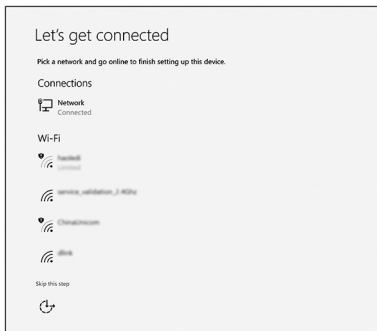 Let's get connected
Pick a network and go online to finish setting up this device.
Connections
Network
Connected
Wi-Fi
Limited
service_validation_2.4Ghz
ChinaUnicom
dlink
Skip this step